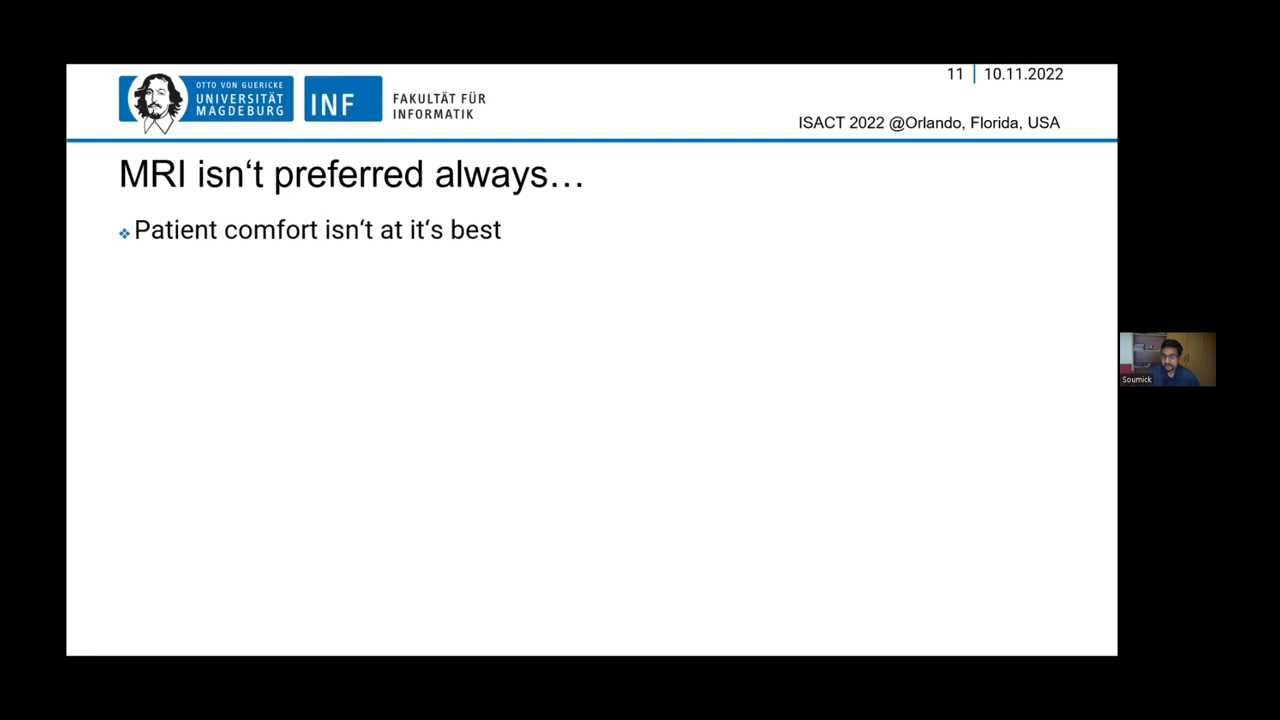 OTTO VON GUERICKE
UNIVERSITÄT
MAGDEBURG
INF
FAKULTÄT FÜR
INFORMATIK
11
10.11.2022
ISACT 2022 @Orlando, Florida, USA
MRI isn‘t preferred always…
Patient comfort isn‘t at it‘s best
Soumick